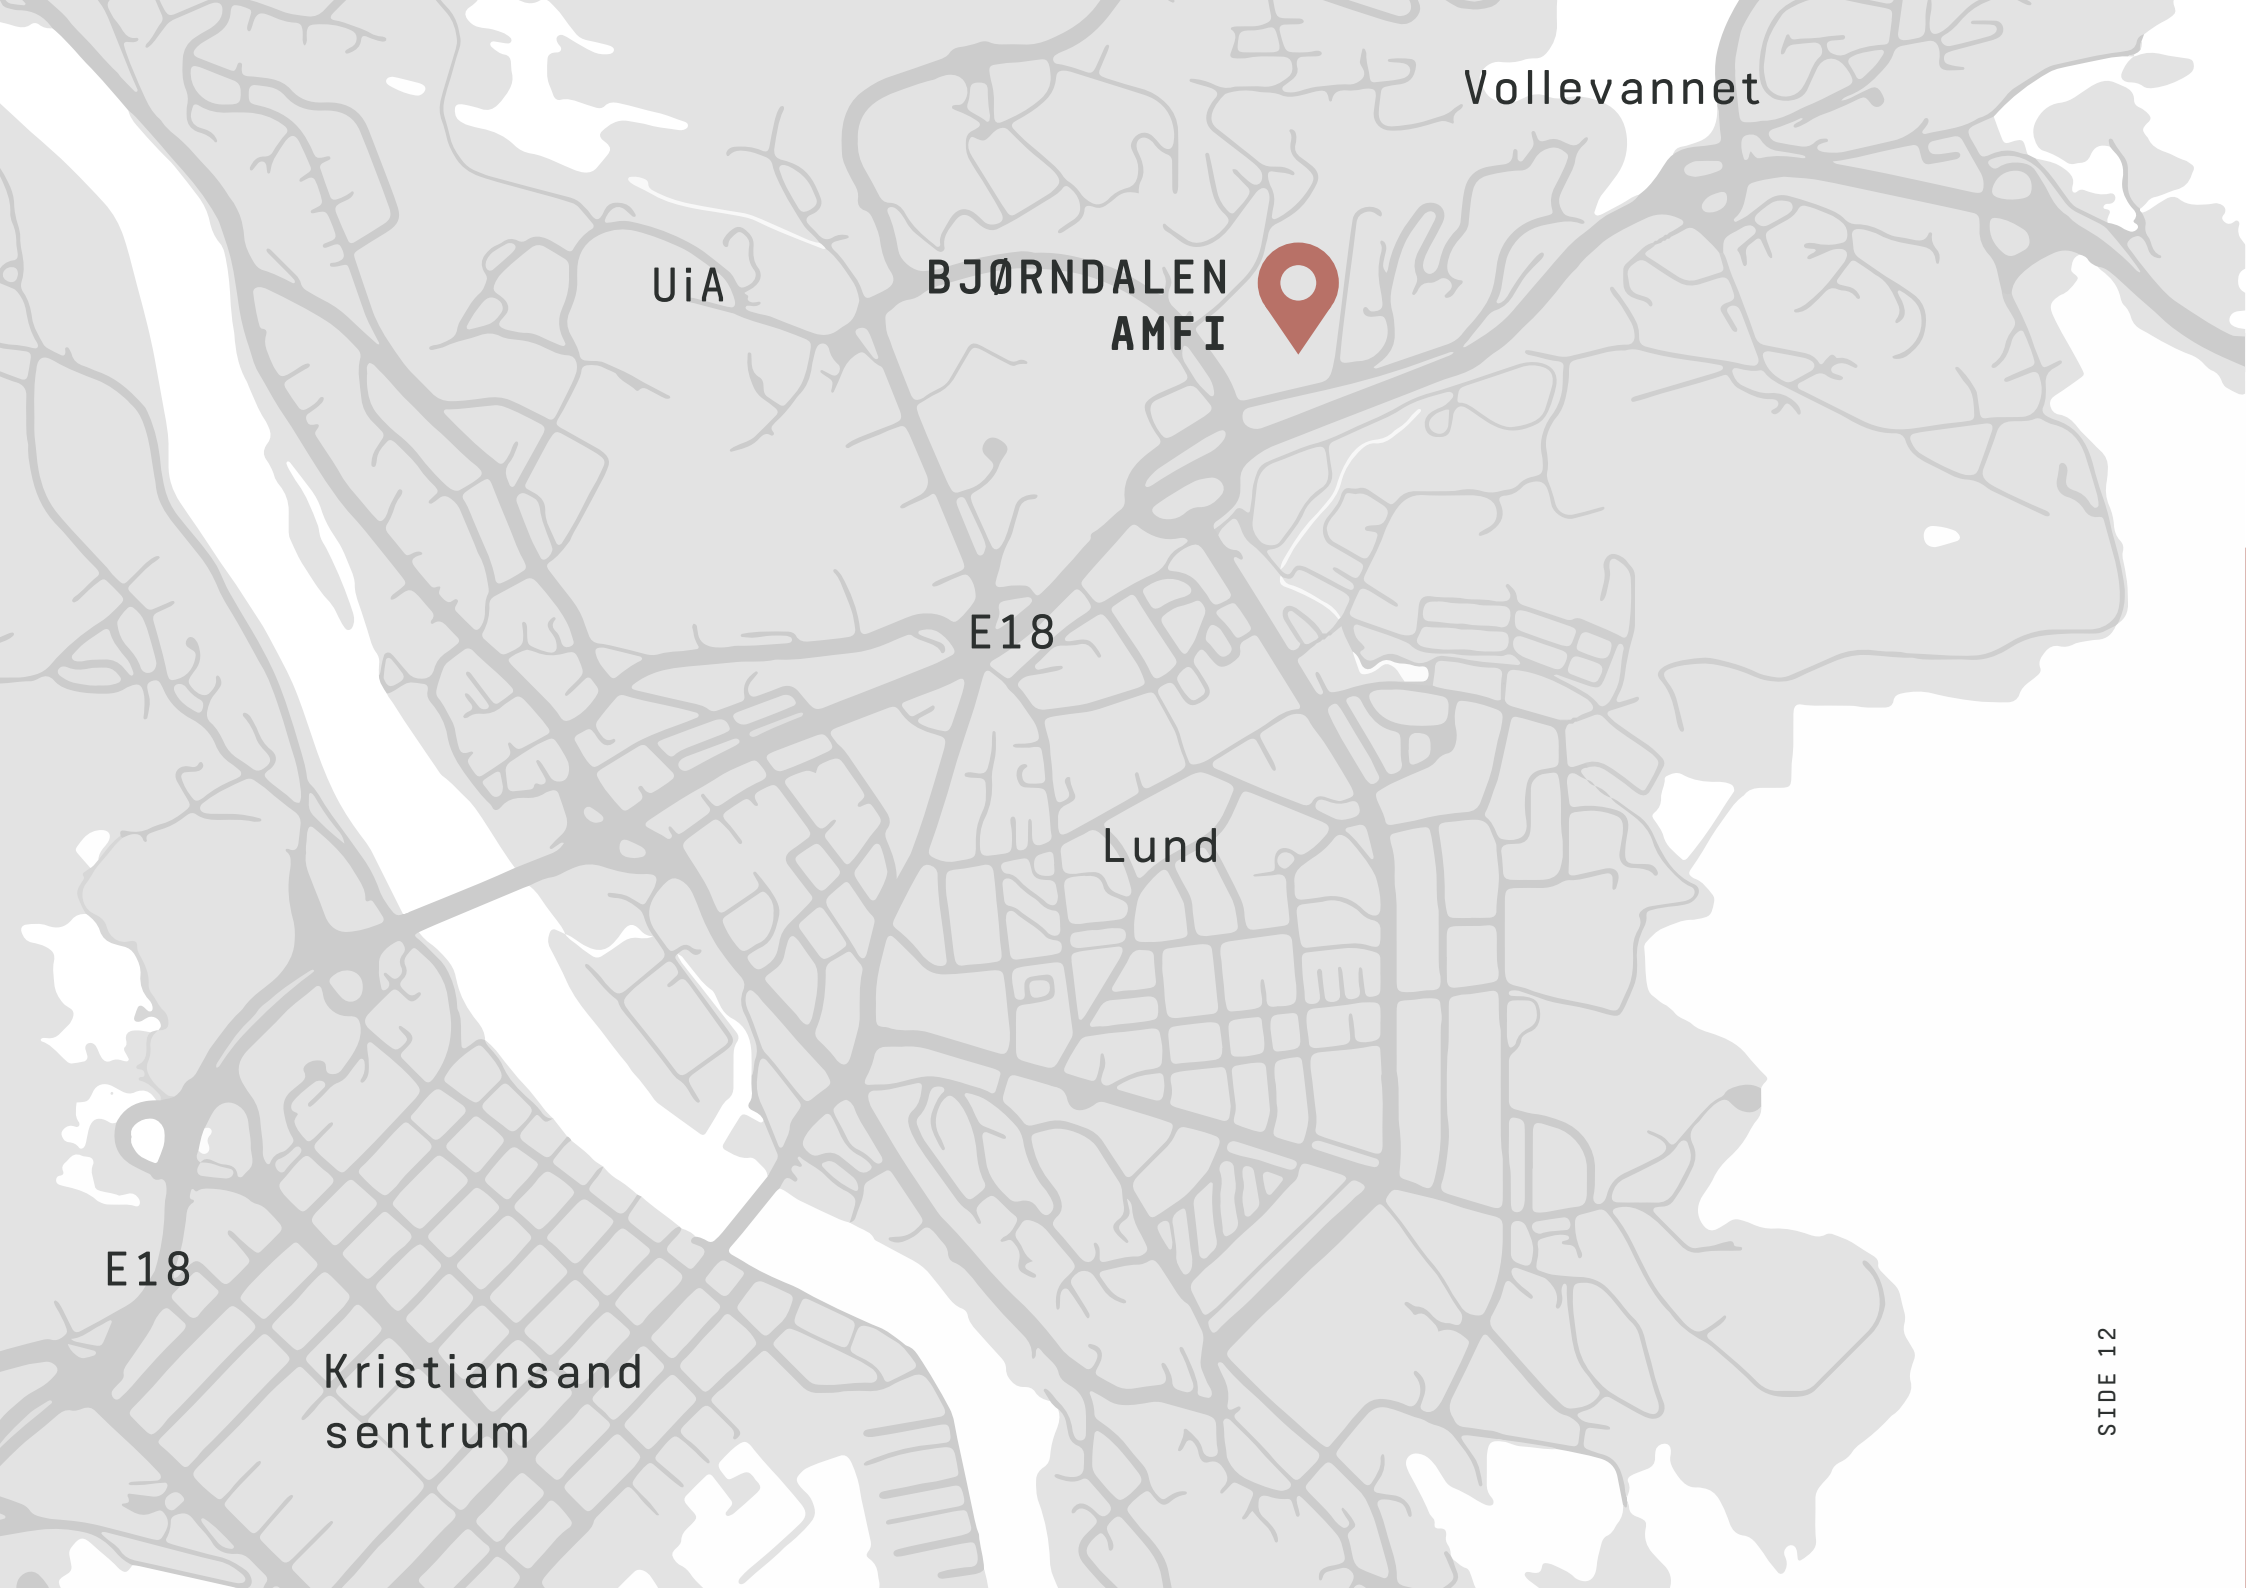 Vollevannet
UiA
BJØRNDALEN
AMFI
E18
Lund
E18
Kristiansand
sentrum
SIDE 12